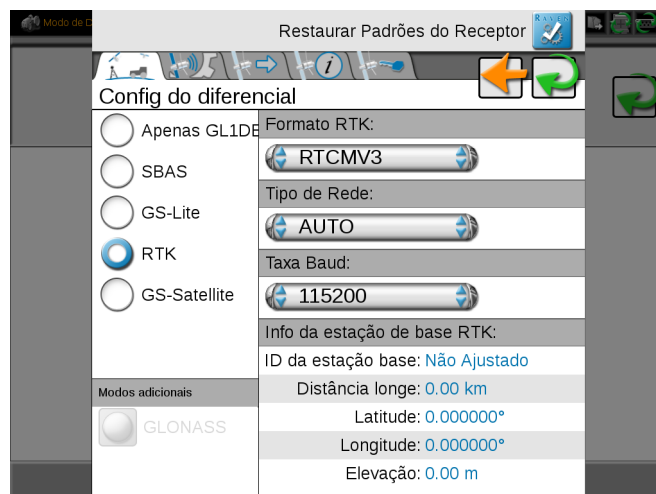 Modo de D
Restaurar Padrões do Receptor
RAVEN
Config do diferencial
Apenas GL1DE
SBAS
GS-Lite
RTK
GS-Satellite
Modos adicionais
GLONASS
Formato RTK:
RTCMV3
Tipo de Rede:
AUTO
Taxa Baud:
115200
Info da estação de base RTK:
ID da estação base: Não Ajustado
Distância longe: 0.00 km
Latitude: 0.000000°
Longitude: 0.000000°
Elevação: 0.00 m